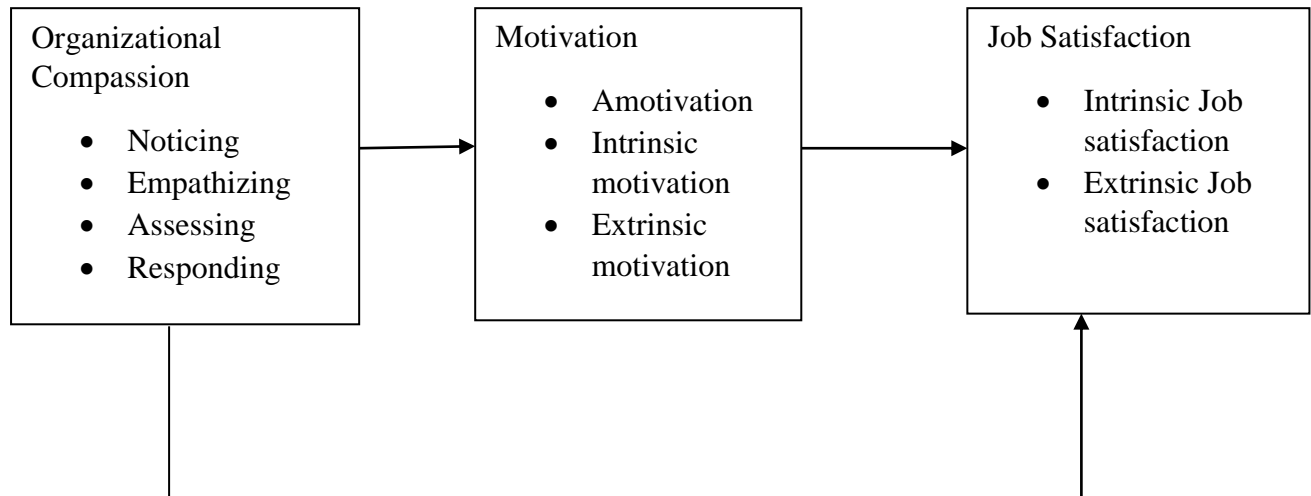 Organizational
Compassion
• Noticing
• Empathizing
• Assessing
• Responding
Motivation
• Amotivation
• Intrinsic
motivation
• Extrinsic
motivation
Job Satisfaction
• Intrinsic Job
satisfaction
• Extrinsic Job
satisfaction